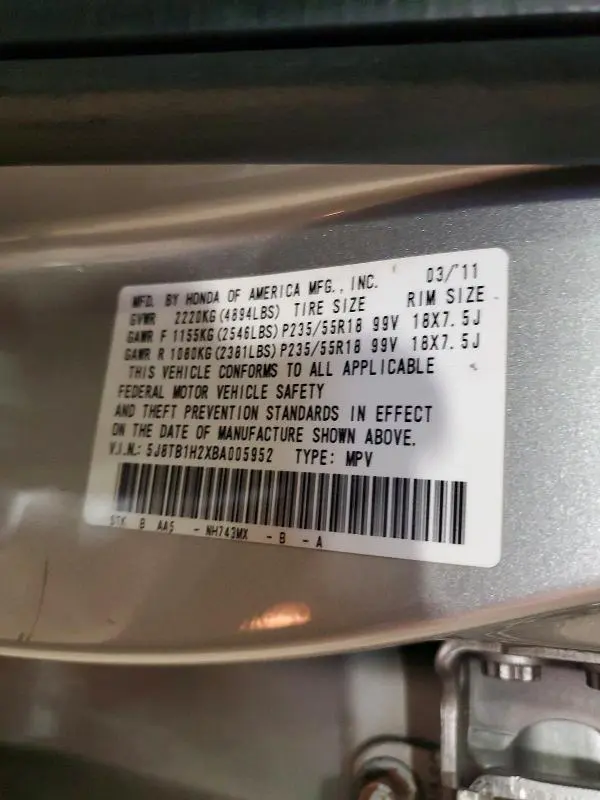 MFD. BY HONDA OF AMERICA MFG., INC. 03/'11
GVWR 2220KG(4894LBS) TIRE SIZE RIM SIZE
GAWR F 1155KG(2546LBS)P235/55R18 99V 18X7.5J
GAWR R 1080KG(2381LBS)P235/55R18 99V 18X7.5J
THIS VEHICLE CONFORMS TO ALL APPLICABLE
FEDERAL MOTOR VEHICLE SAFETY
AND THEFT PREVENTION STANDARDS IN EFFECT
ON THE DATE OF MANUFACTURE SHOWN ABOVE.
V.I.N.: 5J8TB1H2XBA005952 TYPE: MPV
STK B AA5 - NH743MX - B - A